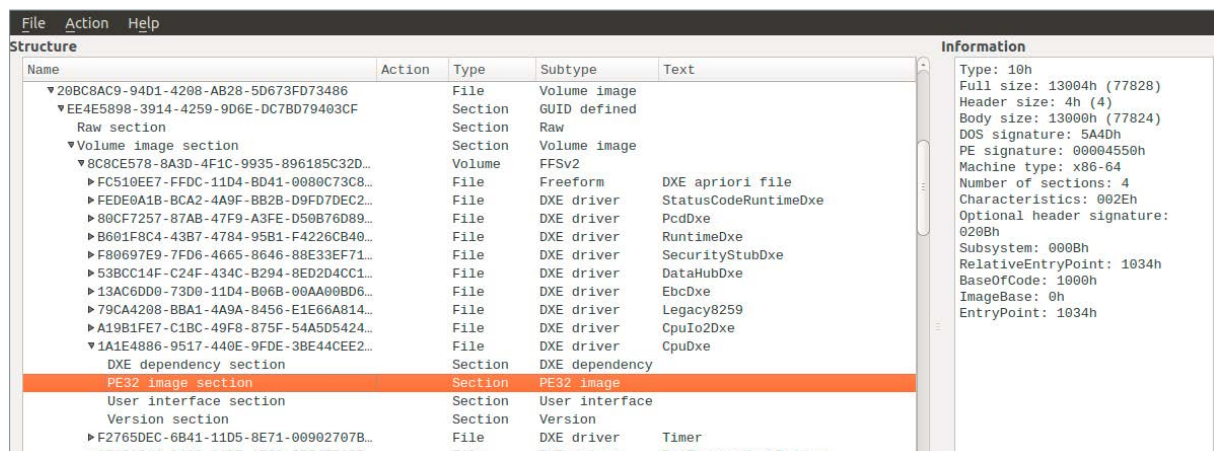 File Action Help
Structure
Name Action Type Subtype Text
20BC8AC9-94D1-4208-AB28-5D673FD73486 File Volume image
EE4E5898-3914-4259-9D6E-DC7BD79403CF Section GUID defined
Raw section Section Raw
Volume image section Section Volume image
8C8CE578-8A3D-4F1C-9935-896185C32D… Volume FFSv2
FC510EE7-FFDC-11D4-BD41-0080C73C8… File Freeform DXE apriori file
FEDE0A1B-BCA2-4A9F-BB2B-D9FD7DEC2… File DXE driver StatusCodeRuntimeDxe
80CF7257-87AB-47F9-A3FE-D50B76D89… File DXE driver PcdDxe
B601F8C4-43B7-4784-95B1-F4226CB40… File DXE driver RuntimeDxe
F80697E9-7FD6-4665-8646-88E33EF71… File DXE driver SecurityStubDxe
53BCC14F-C24F-434C-B294-8ED2D4CC1… File DXE driver DataHubDxe
13AC6DD0-73D0-11D4-B06B-00AA00BD6… File DXE driver EbcDxe
79CA4208-BBA1-4A9A-8456-E1E66A814… File DXE driver Legacy8259
A19B1FE7-C1BC-49F8-875F-54A5D5424… File DXE driver CpuIo2Dxe
1A1E4886-9517-440E-9FDE-3BE44CEE2… File DXE driver CpuDxe
DXE dependency section Section DXE dependency
PE32 image section Section PE32 image
User interface section Section User interface
Version section Section Version
F2765DEC-6B41-11D5-8E71-00902707B… File DXE driver Timer
Information
Type: 10h
Full size: 13004h (77828)
Header size: 4h (4)
Body size: 13000h (77824)
DOS signature: 5A4Dh
PE signature: 00004550h
Machine type: x86-64
Number of sections: 4
Characteristics: 002Eh
Optional header signature:
020Bh
Subsystem: 000Bh
RelativeEntryPoint: 1034h
BaseOfCode: 1000h
ImageBase: 0h
EntryPoint: 1034h